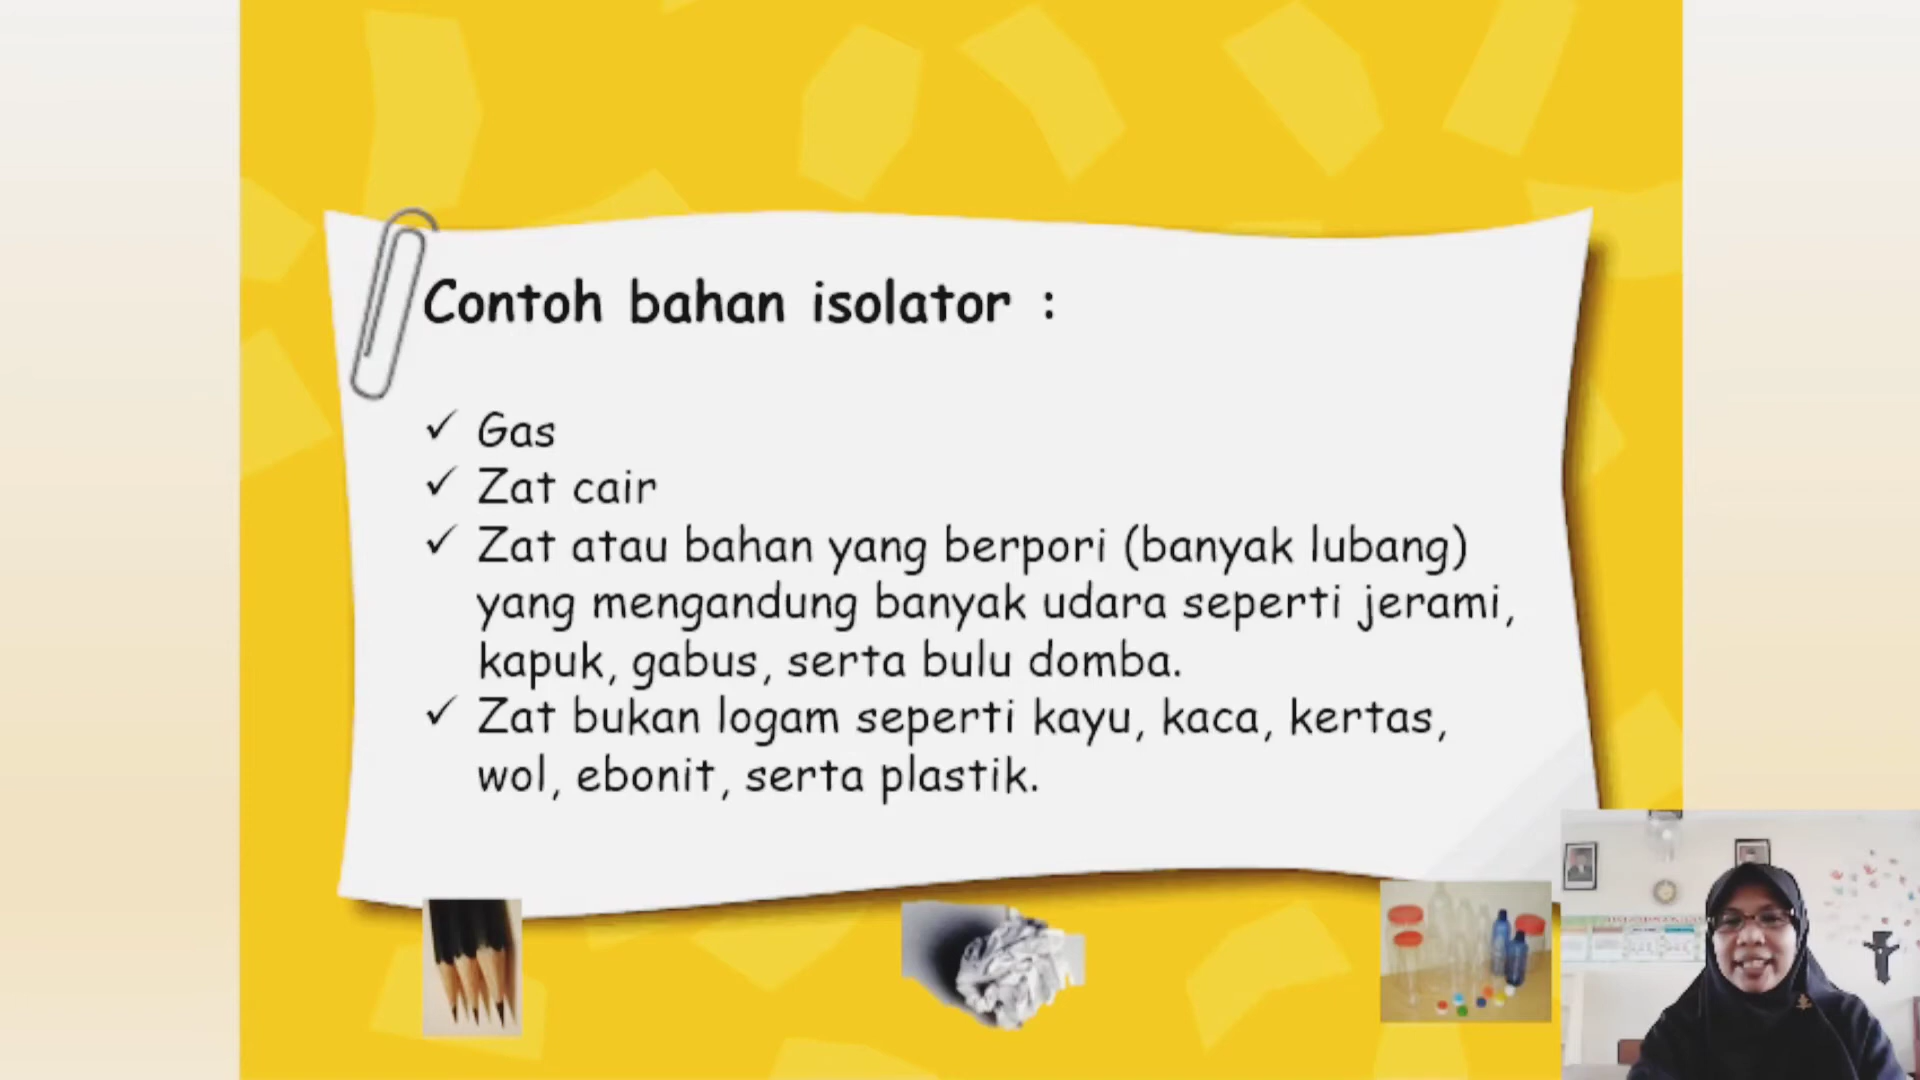 Contoh bahan isolator :
✓ Gas
✓ Zat cair
✓ Zat atau bahan yang berpori (banyak lubang)
yang mengandung banyak udara seperti jerami,
kapuk, gabus, serta bulu domba.
✓ Zat bukan logam seperti kayu, kaca, kertas,
wol, ebonit, serta plastik.